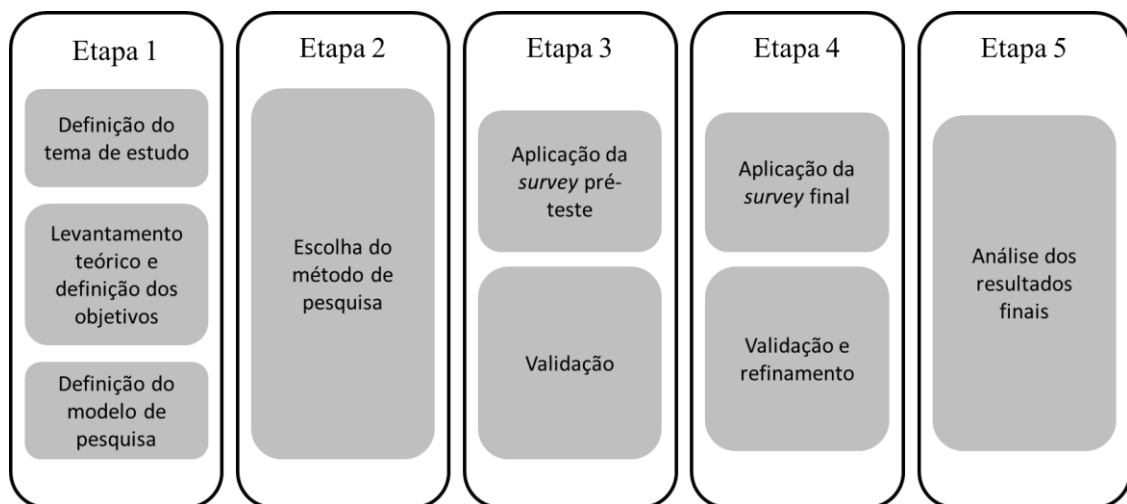 Etapa 1
Definição do
tema de estudo
Levantamento
teórico e
definição dos
objetivos
Definição do
modelo de
pesquisa
Etapa 2
Escolha do
método de
pesquisa
Etapa 3
Aplicação da
survey pré-
teste
Validação
Etapa 4
Aplicação da
survey final
Validação e
refinamento
Etapa 5
Análise dos
resultados
finais